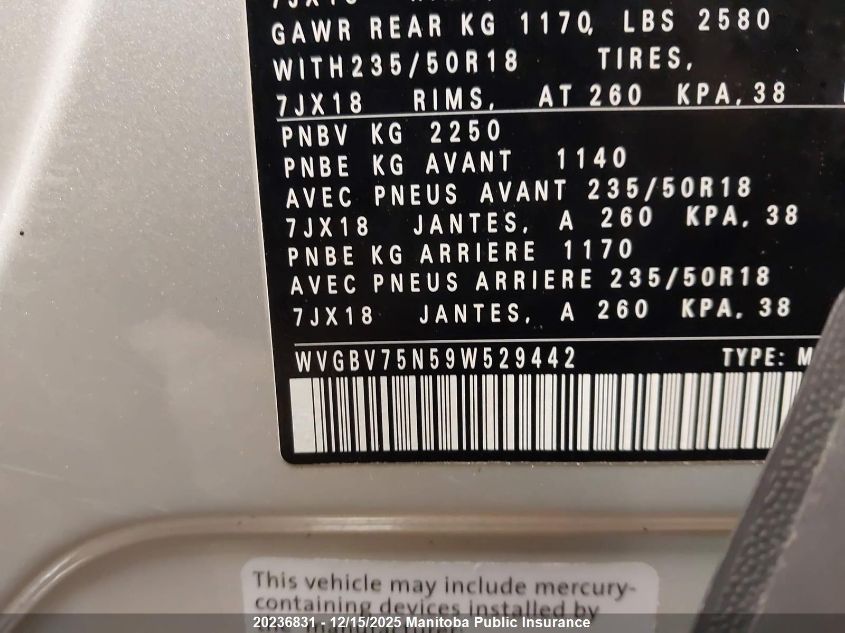 7JX18
GAWR REAR KG 1170, LBS 2580
WITH235/50R18 TIRES,
7JX18 RIMS, AT 260 KPA, 38
PNBV KG 2250
PNBE KG AVANT 1140
AVEC PNEUS AVANT 235/50R18
7JX18 JANTES, A 260 KPA, 38
PNBE KG ARRIERE 1170
AVEC PNEUS ARRIERE 235/50R18
7JX18 JANTES, A 260 KPA, 38
WVGBV75N59W529442 TYPE: M
This vehicle may include mercury-
containing devices installed by
the manufacturer:
20236831 - 12/15/2025 Manitoba Public Insurance